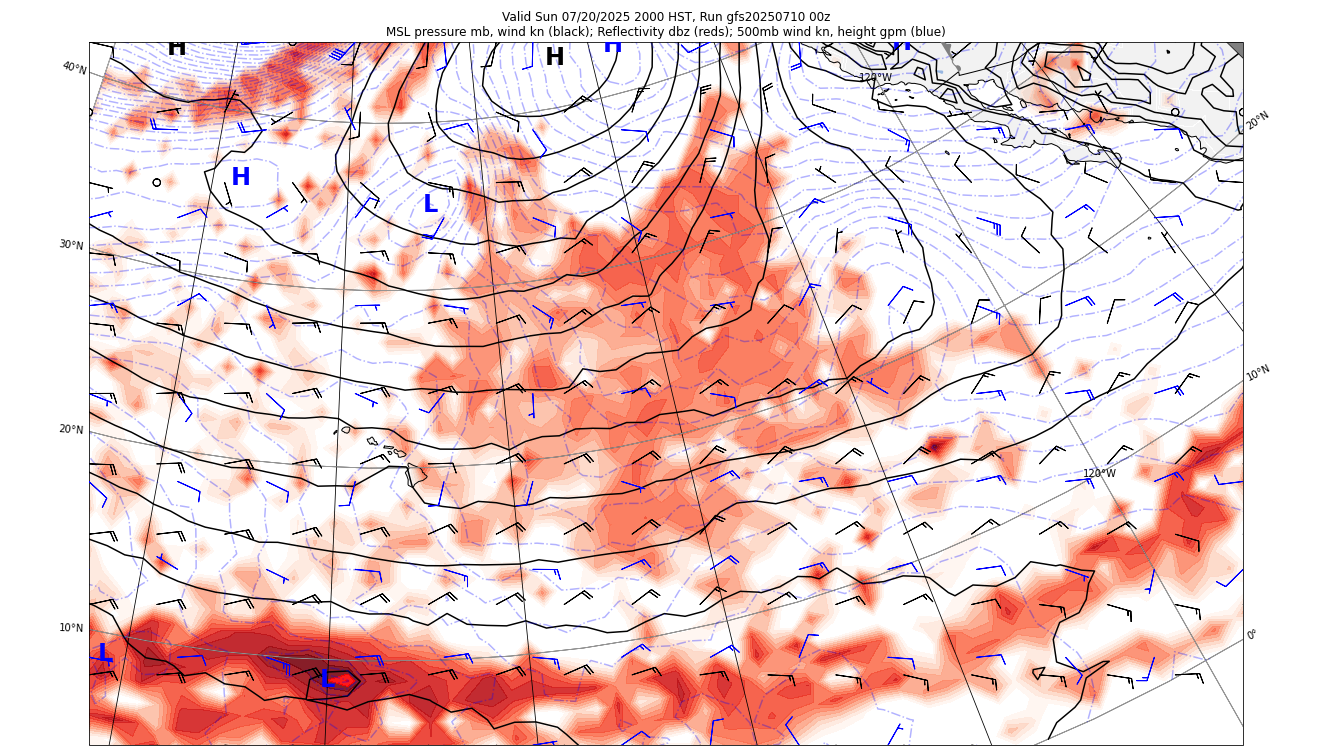 Valid Sun 07/20/2025 2000 HST, Run gfs20250710 00z
MSL pressure mb, wind kn (black); Reflectivity dbz (reds); 500mb wind kn, height gpm (blue)
H
H
H
H
40°N
120°W
20°N
H
L
30°N
10°N
20°N
120°W
10°N
0°
L
L